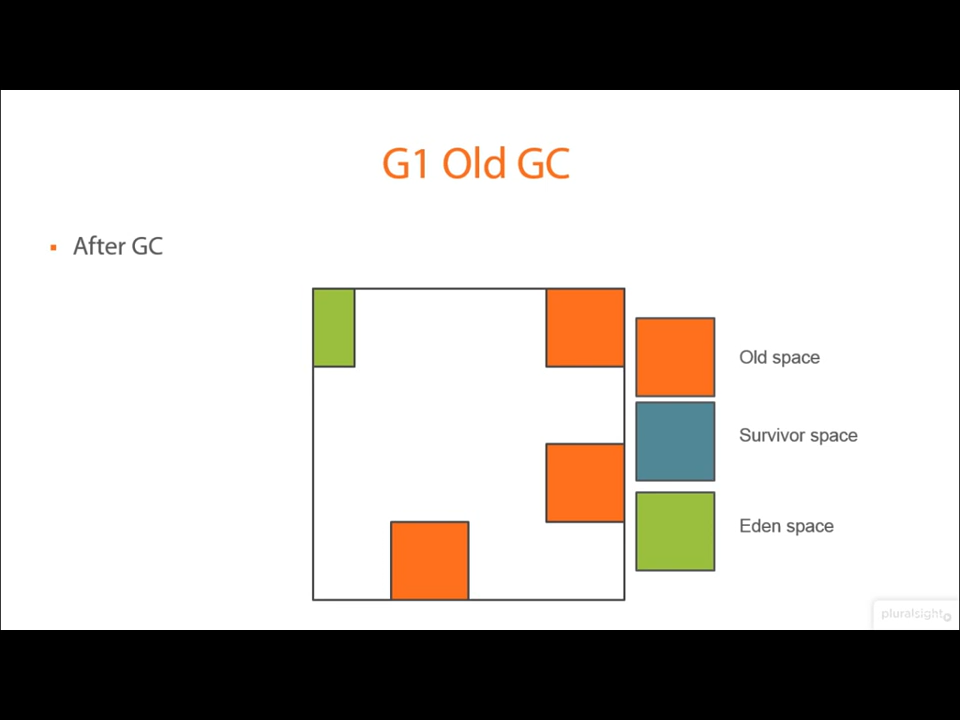 G1 Old GC
After GC
Old space
Survivor space
Eden space
pluralsight